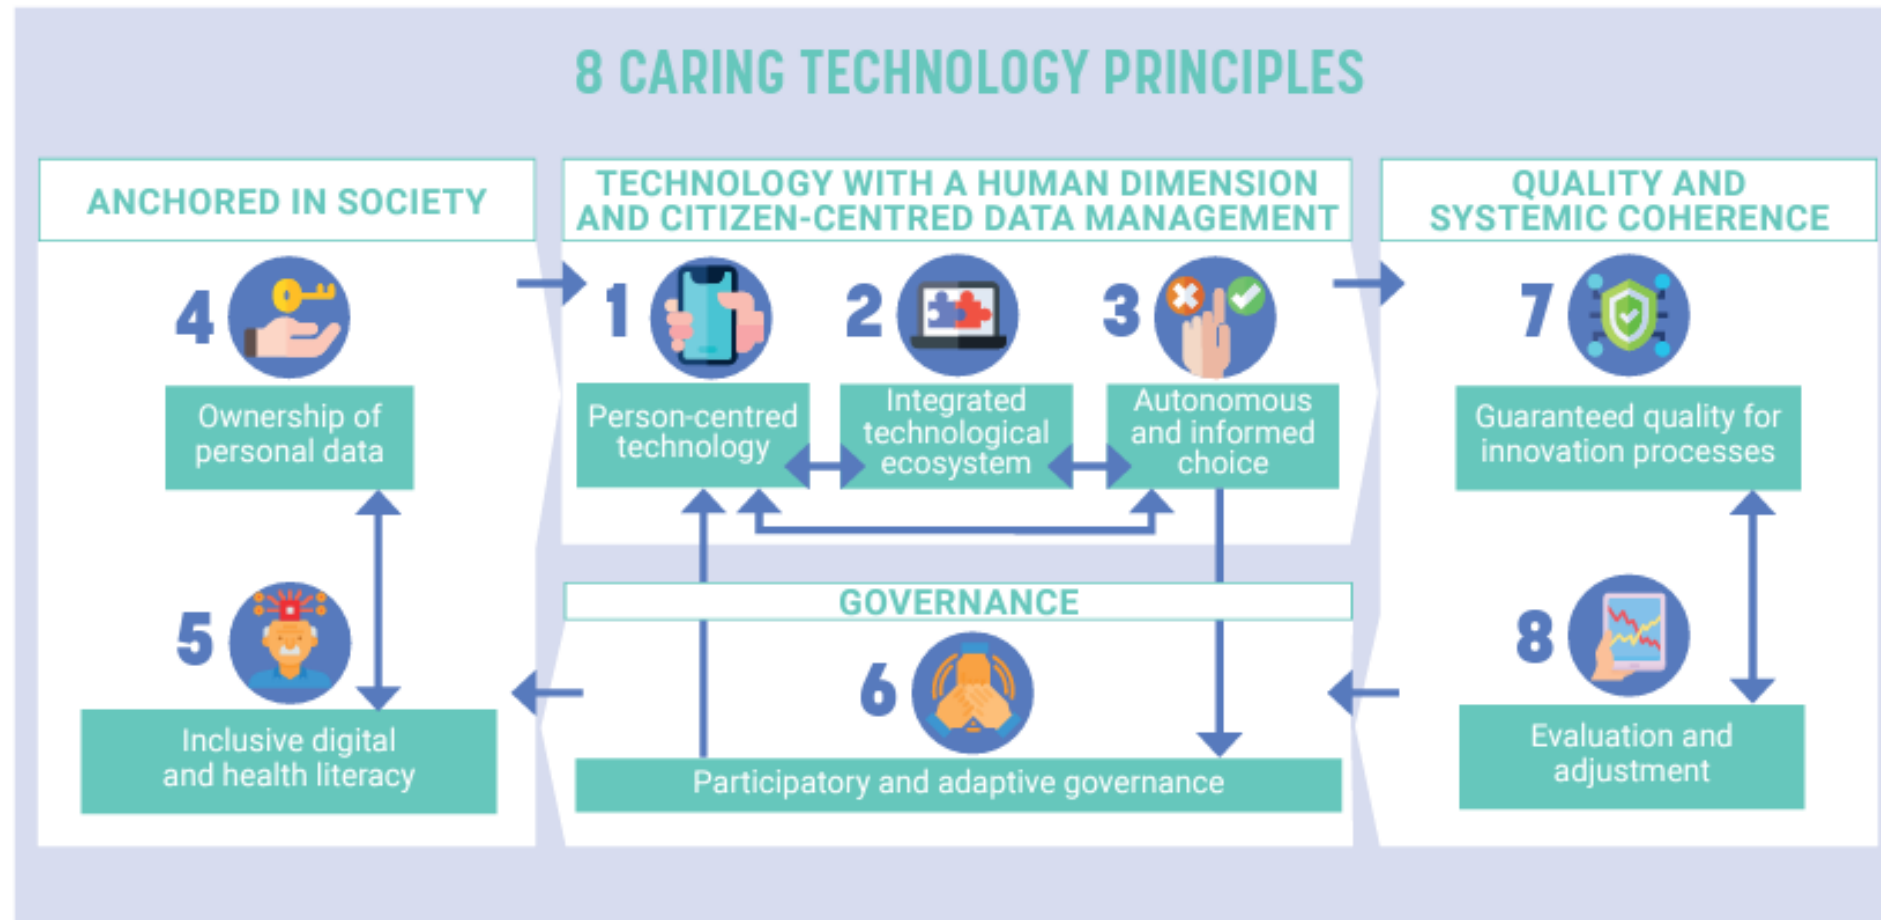 8 CARING TECHNOLOGY PRINCIPLES
ANCHORED IN SOCIETY
4
Ownership of
personal data
5
Inclusive digital
and health literacy
TECHNOLOGY WITH A HUMAN DIMENSION
AND CITIZEN-CENTRED DATA MANAGEMENT
1
Person-centred
technology
2
Integrated
technological
ecosystem
3
Autonomous
and informed
choice
GOVERNANCE
6
Participatory and adaptive governance
QUALITY AND
SYSTEMIC COHERENCE
7
Guaranteed quality for
innovation processes
8
Evaluation and
adjustment